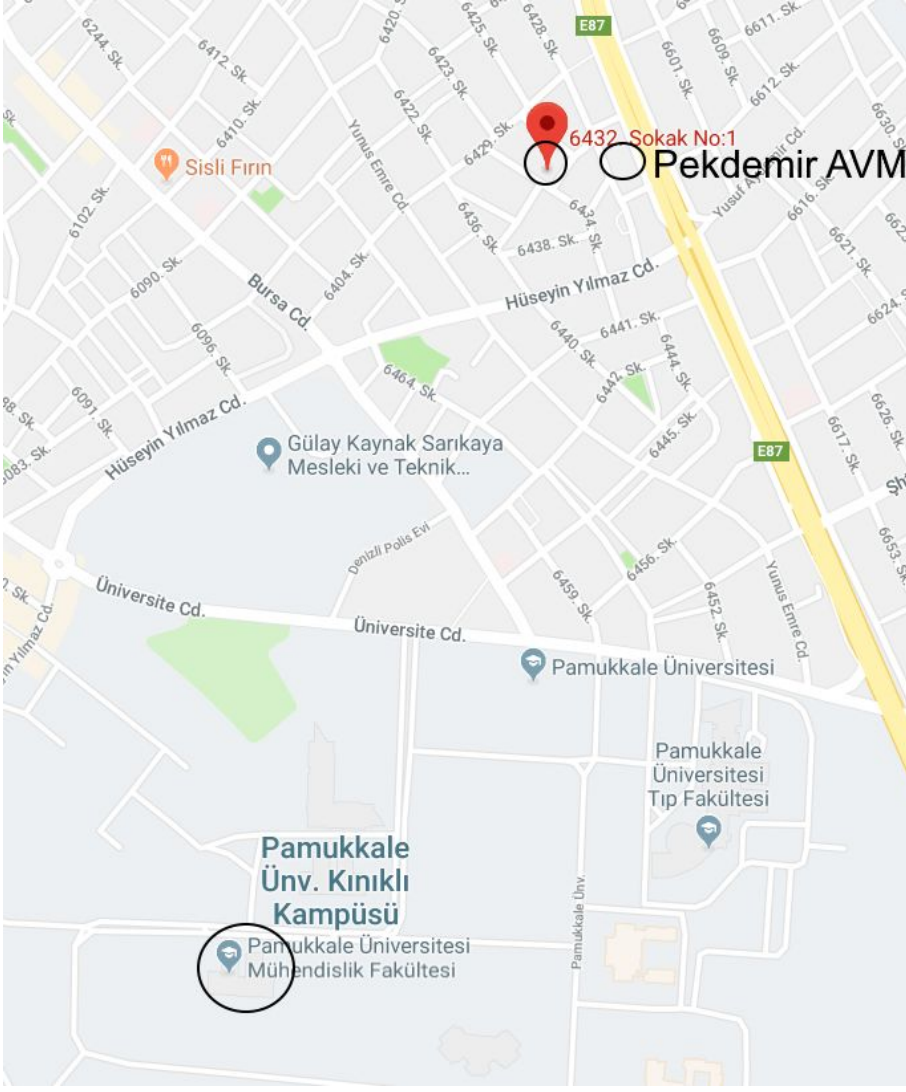 E87
6244. Sk.
6412. Sk.
6420. S
6425. Sk.
6428. Sk.
6423. Sk.
6422. Sk.
6410. Sk.
Yunus Emre Cd.
6429. Sk.
6601. Sk.
6609. Sk.
6611. Sk.
6612. Sk.
6630. S
6432. Sokak No:1
Pekdemir AVM
Sisli Fırın
6102. Sk.
6090. Sk.
6404. Sk.
6436. Sk.
6434. Sk.
6438. Sk.
6616. Sk.
6621. Sk.
6624. S
Bursa Cd.
Hüseyin Yılmaz Cd.
6096. Sk.
6440. Sk.
6441. Sk.
6444. Sk.
6442. Sk.
6464. Sk.
6091. Sk.
6083. Sk.
Hüseyin Yılmaz Cd.
6445. Sk.
6617. Sk.
6626. Sk.
E87
Gülay Kaynak Sarıkaya
Mesleki ve Teknik...
Denizli Polis Evi
6456. Sk.
6459. Sk.
6452. Sk.
Yunus Emre Cd.
6653. Sk.
Üniversite Cd.
Üniversite Cd.
Pamukkale Üniversitesi
Pamukkale
Üniversitesi
Tıp Fakültesi
Pamukkale
Ünv. Kınıklı
Kampüsü
Pamukkale Ünv.
Pamukkale Üniversitesi
Mühendislik Fakültesi